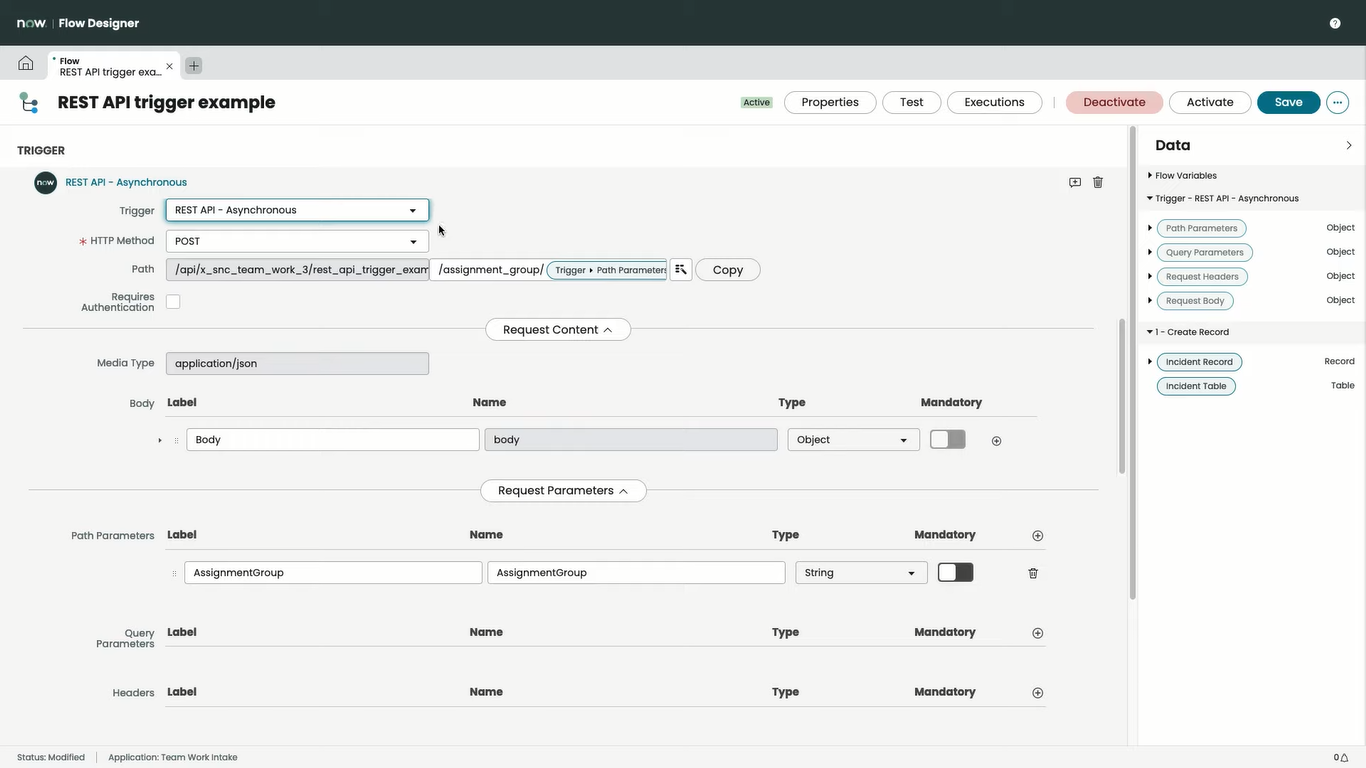 now. Flow Designer
?
Flow
REST API trigger exa...
REST API trigger example
Active
Properties
Test
Executions
Deactivate
Activate
Save
TRIGGER
now
REST API - Asynchronous
Trigger
REST API - Asynchronous
* HTTP Method
POST
Path
/api/x_snc_team_work_3/rest_api_trigger_exam
/assignment_group/
Trigger ▸ Path Parameters
Copy
Requires
Authentication
Request Content
Media Type
application/json
Body
Label Name Type Mandatory
Body body Object
Request Parameters
Path Parameters
Label Name Type Mandatory
AssignmentGroup AssignmentGroup String
Query
Parameters
Label Name Type Mandatory
Headers
Label Name Type Mandatory
Data
Flow Variables
Trigger - REST API - Asynchronous
Path Parameters Object
Query Parameters Object
Request Headers Object
Request Body Object
1 - Create Record
Incident Record Record
Incident Table Table
Status: Modified Application: Team Work Intake
0